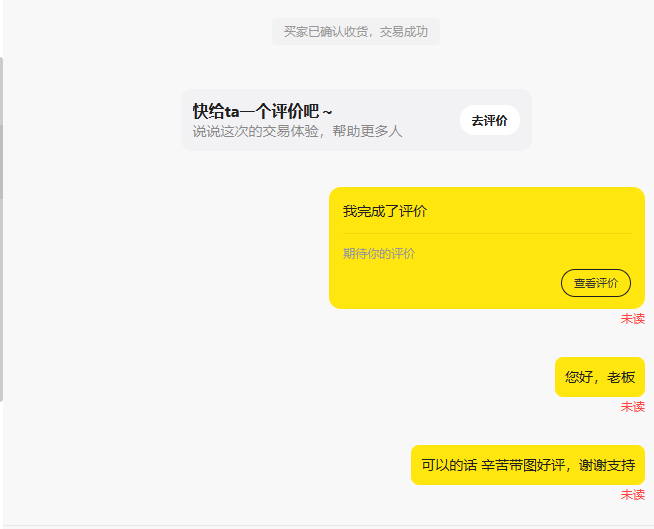 买家已确认收货，交易成功
快给ta一个评价吧～
说说这次的交易体验，帮助更多人
去评价
我完成了评价
期待你的评价
查看评价
未读
您好，老板
未读
可以的话 辛苦带图好评，谢谢支持
未读